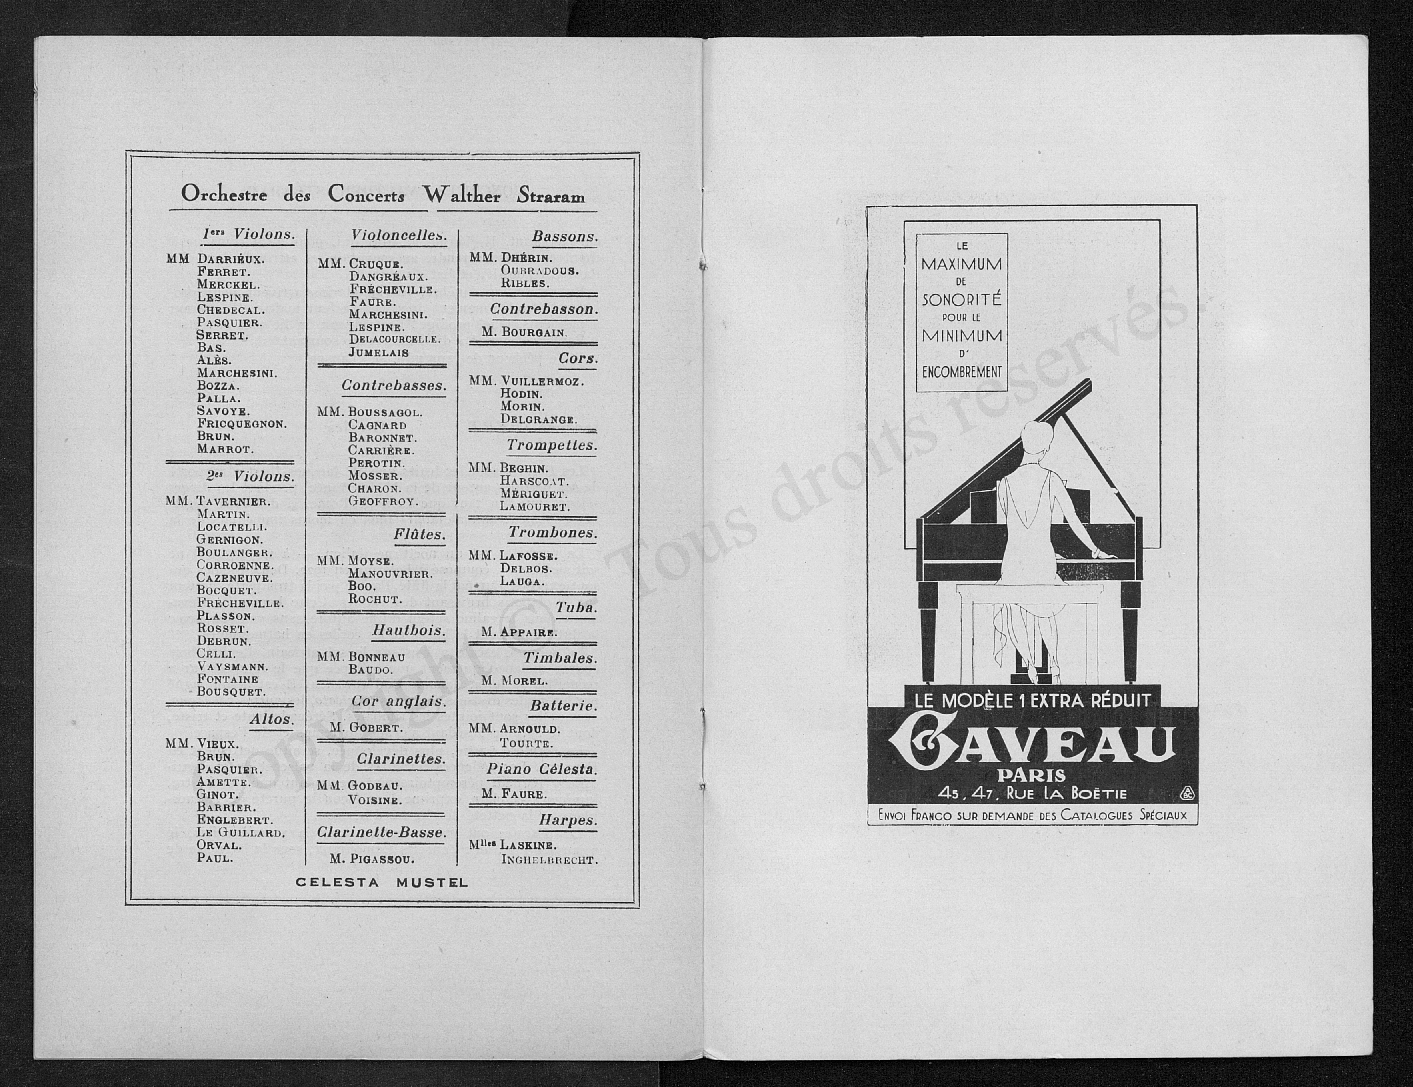 Orchestre des Concerts Walther Straram
1ers Violons.
MM DARRIEUX.
FERRET.
MERCKEL.
LESPINE.
CHEDECAL.
PASQUIER.
SERRET.
BAS.
ALÈS.
MARCHESINI.
BOZZA.
PALLA.
SAVOYE.
FRICQUEGNON.
BRUN.
MARROT.
2es Violons.
MM. TAVERNIER.
MARTIN.
LOCATELLI.
GERNIGON.
BOULANGER.
CORROENNE.
CAZENEUVE.
BOCQUET.
FRECHEVILLE.
PLASSON.
ROSSET.
DEBRUN.
CELLI.
VAYSMANN.
FONTAINE
BOUSQUET.
Altos.
MM. VIEUX.
BRUN.
PASQUIER.
AMETTE.
GINOT.
BARRIER.
ENGLEBERT.
LE GUILLARD.
ORVAL.
PAUL.
Violoncelles.
MM. CRUQUE.
DANGRÉAUX.
FRÉCHEVILLE.
FAURE.
MARCHESINI.
LESPINE.
DELACOURCELLE.
JUMELAIS
Contrebasses.
MM. BOUSSAGOL.
CAGNARD
BARONNET.
CARRIÈRE.
PEROTIN.
MOSSER.
CHARON.
GEOFFROY.
Flûtes.
MM. MOYSE.
MANOUVRIER.
BOO.
ROCHUT.
Hautbois.
MM. BONNEAU
BAUDO.
Cor anglais.
M. GOBERT.
Clarinettes.
MM. GODEAU.
VOISINE.
Clarinette-Basse.
M. PIGASSOU.
Bassons.
MM. DHÉRIN.
OUBRADOUS.
RIBLES.
Contrebasson.
M. BOURGAIN.
Cors.
MM. VUILLERMOZ.
HODIN.
MORIN.
DELGRANGE.
Trompettes.
MM. BEGHIN.
HARSCOAT.
MÉRIGUET.
LAMOURET.
Trombones.
MM. LAFOSSE.
DELBOS.
LAUGA.
Tuba.
M. APPAIRE.
Timbales.
M. MOREL.
Batterie.
MM. ARNOULD.
TOURTE.
Piano Célesta.
M. FAURE.
Harpes.
Mlles LASKINE.
INGHELBRECHT.
CELESTA MUSTEL
LE
MAXIMUM
DE
SONORITÉ
POUR LE
MINIMUM
D'
ENCOMBREMENT
LE MODÈLE 1 EXTRA RÉDUIT
GAVEAU
PARIS
45, 47, RUE LA BOËTIE
ENVOI FRANCO SUR DEMANDE DES CATALOGUES SPÉCIAUX
Copyright © - Tous droits réservés